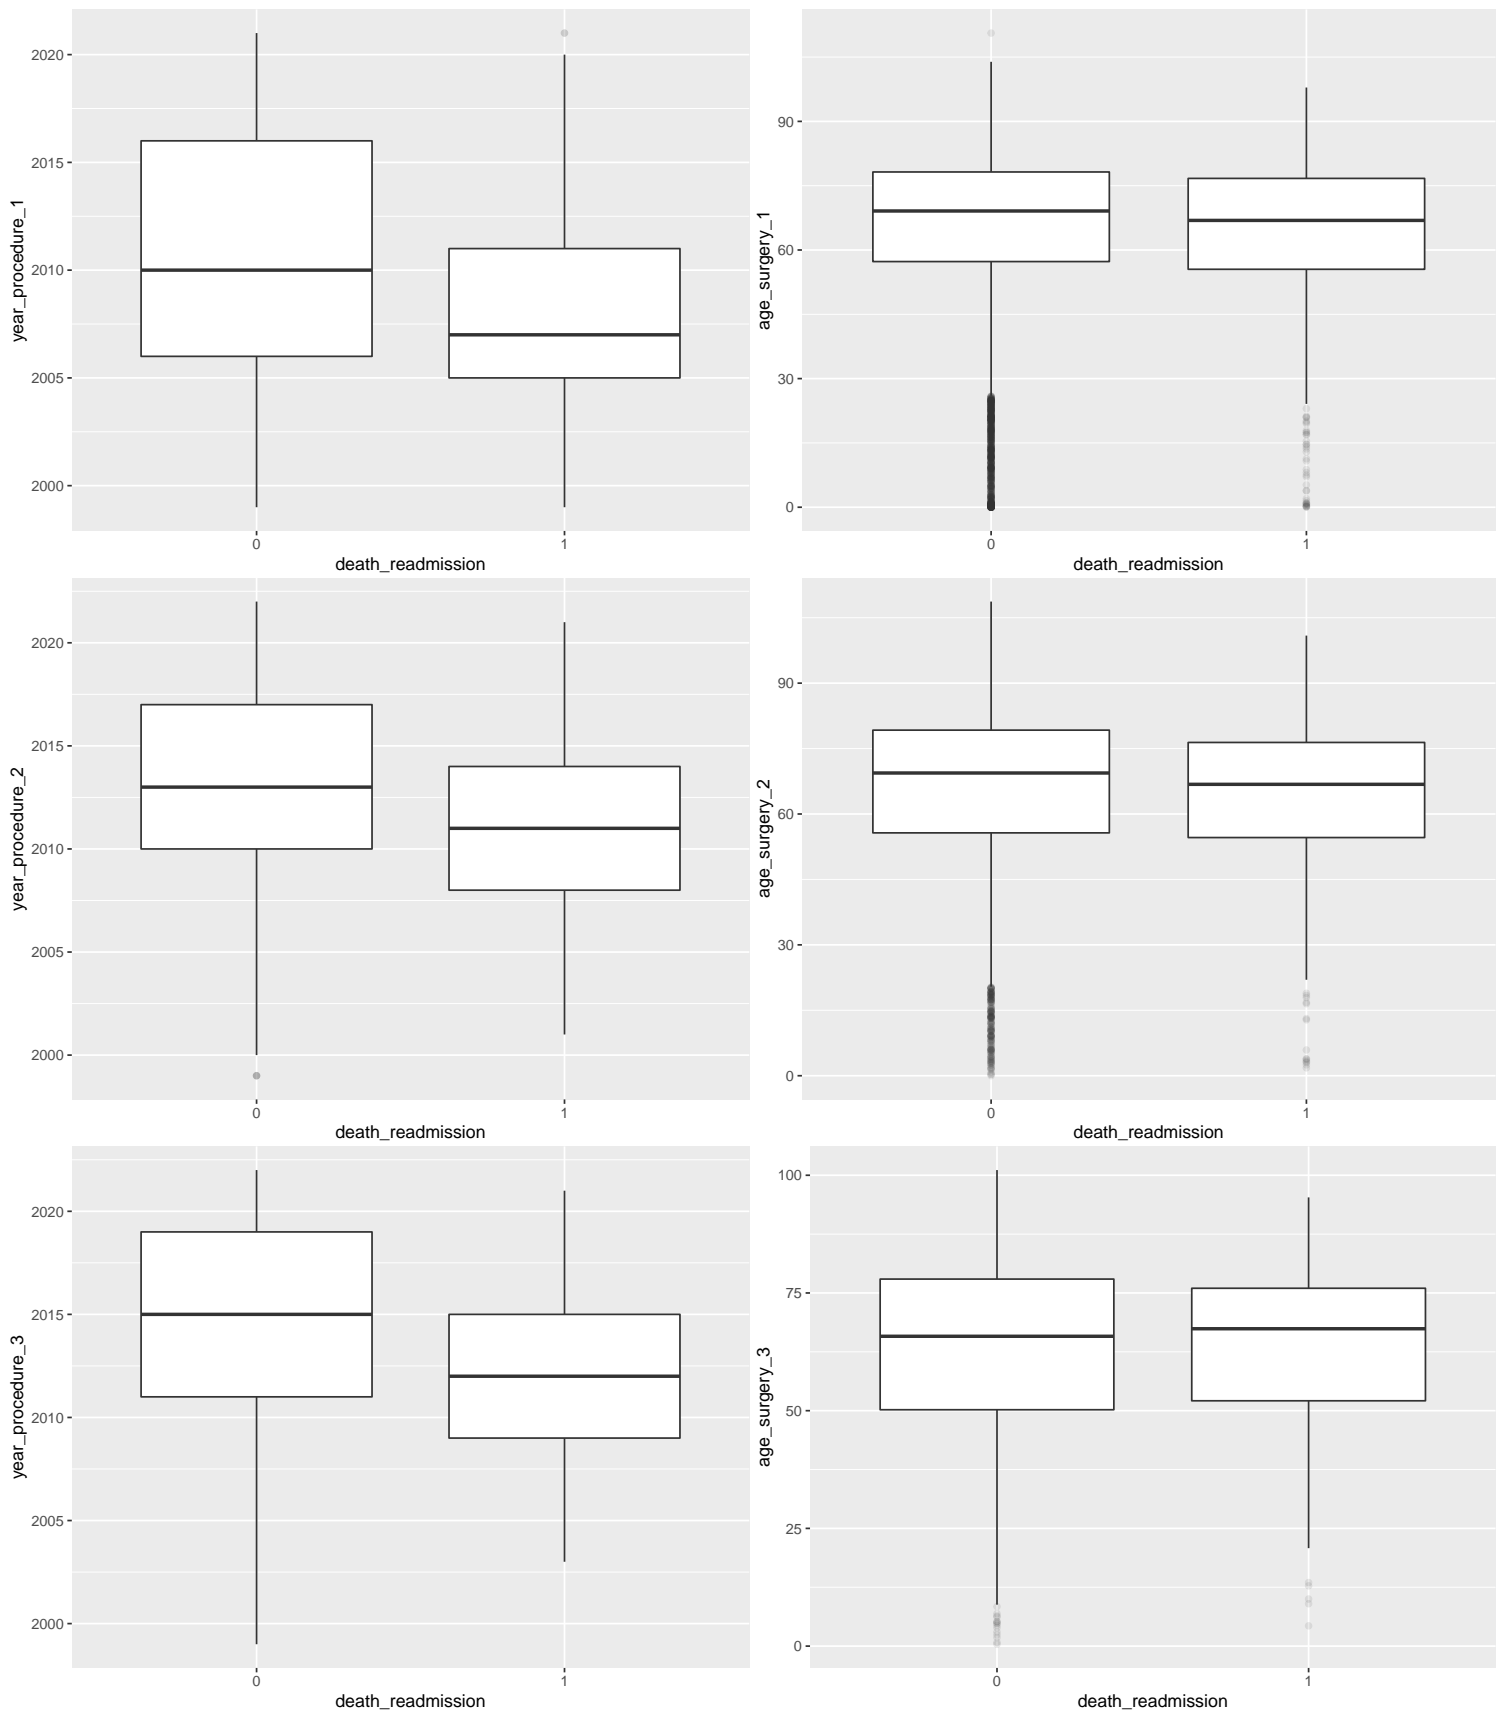 year_procedure_1
2020
2015
2010
2005
2000
0 1
death_readmission
age_surgery_1
90
60
30
0
0 1
death_readmission
year_procedure_2
2020
2015
2010
2005
2000
0 1
death_readmission
age_surgery_2
90
60
30
0
0 1
death_readmission
year_procedure_3
2020
2015
2010
2005
2000
0 1
death_readmission
age_surgery_3
100
75
50
25
0
0 1
death_readmission